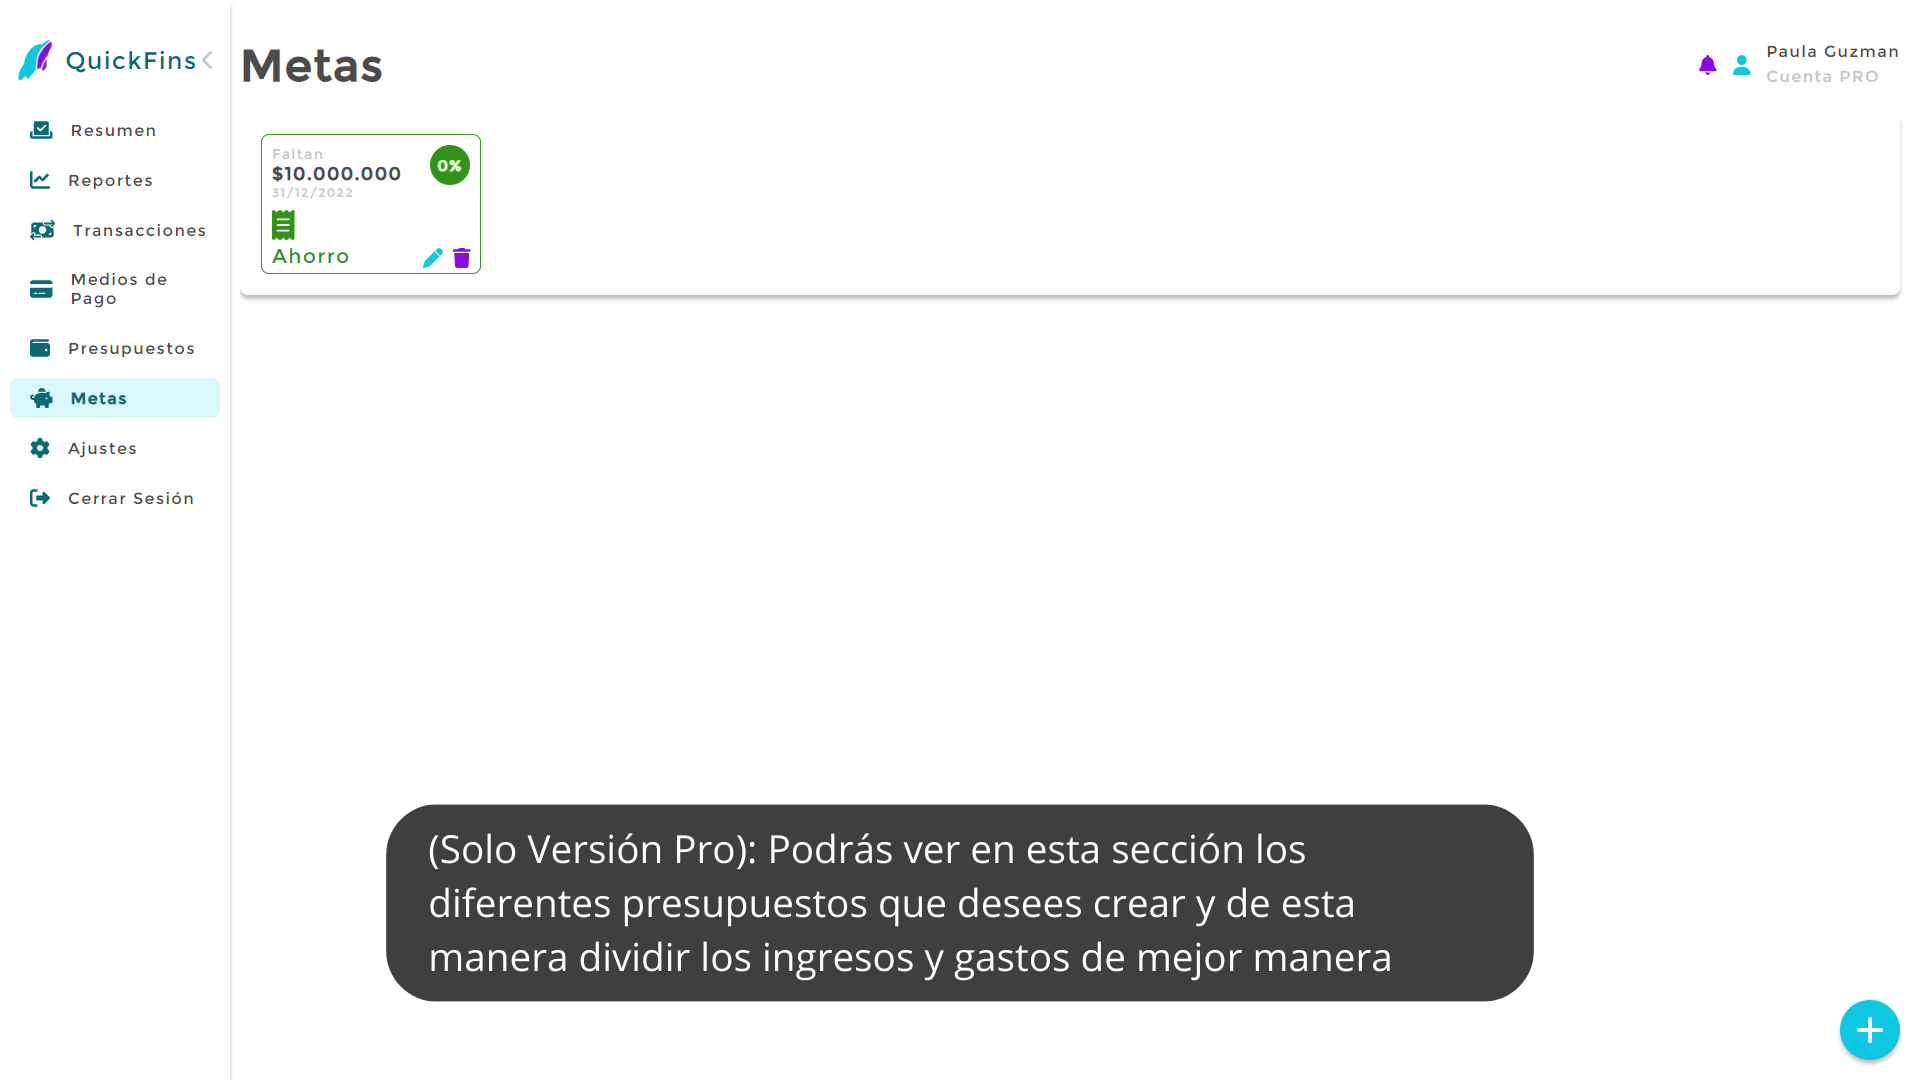 QuickFins
Resumen
Reportes
Transacciones
Medios de
Pago
Presupuestos
Metas
Ajustes
Cerrar Sesión
Metas
Paula Guzman
Cuenta PRO
Faltan
$10.000.000
31/12/2022
0%
Ahorro
(Solo Versión Pro): Podrás ver en esta sección los
diferentes presupuestos que desees crear y de esta
manera dividir los ingresos y gastos de mejor manera